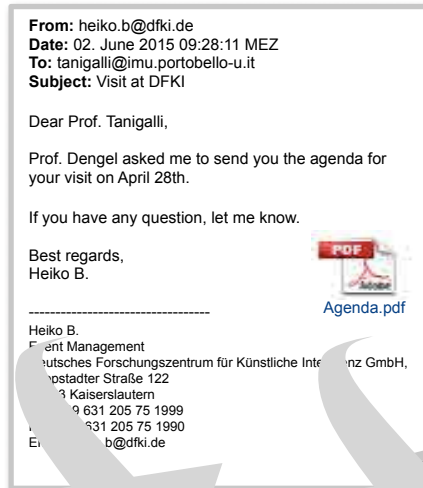 From: heiko.b@dfki.de
Date: 02. June 2015 09:28:11 MEZ
To: tanigalli@imu.portobello-u.it
Subject: Visit at DFKI
Dear Prof. Tanigalli,
Prof. Dengel asked me to send you the agenda for
your visit on April 28th.
If you have any question, let me know.
Best regards,
Heiko B.
PDF
Adobe
Agenda.pdf
----------------------------------
Heiko B.
Management
Forschungszentrum für Künstliche GmbH,
Straße 122
Kaiserslautern
631 205 75 1999
631 205 75 1990
b@dfki.de